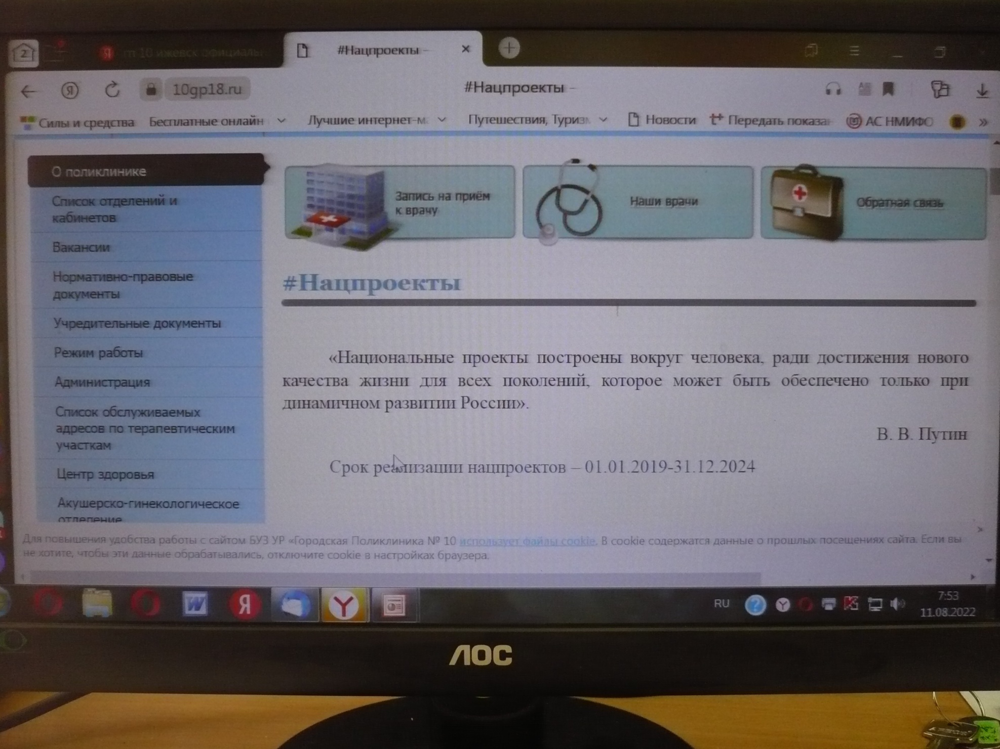 2
Я
10 ижевск официальн
#Нацпроекты –
Я
10gp18.ru
#Нацпроекты –
Силы и средства
Бесплатные онлайн
Лучшие интернет-м
Путешествия, Туризм
Новости
Передать показа
АС НМИФО
»
О поликлинике
Список отделений и
кабинетов
Вакансии
Нормативно-правовые
документы
Учредительные документы
Режим работы
Администрация
Список обслуживаемых
адресов по терапевтическим
участкам
Центр здоровья
Акушерско-гинекологическое
отделение
Запись на приём
к врачу
Наши врачи
Обратная связь
#Нацпроекты
«Национальные проекты построены вокруг человека, ради достижения нового
качества жизни для всех поколений, которое может быть обеспечено только при
динамичном развитии России».
В. В. Путин
Срок реализации нацпроектов – 01.01.2019-31.12.2024
Для повышения удобства работы с сайтом БУЗ УР «Городская Поликлиника № 10 использует файлы cookie. В cookie содержатся данные о прошлых посещениях сайта. Если вы
не хотите, чтобы эти данные обрабатывались, отключите cookie в настройках браузера.
W
Я
Y
RU
?
Y
7:53
11.08.2022
AOC